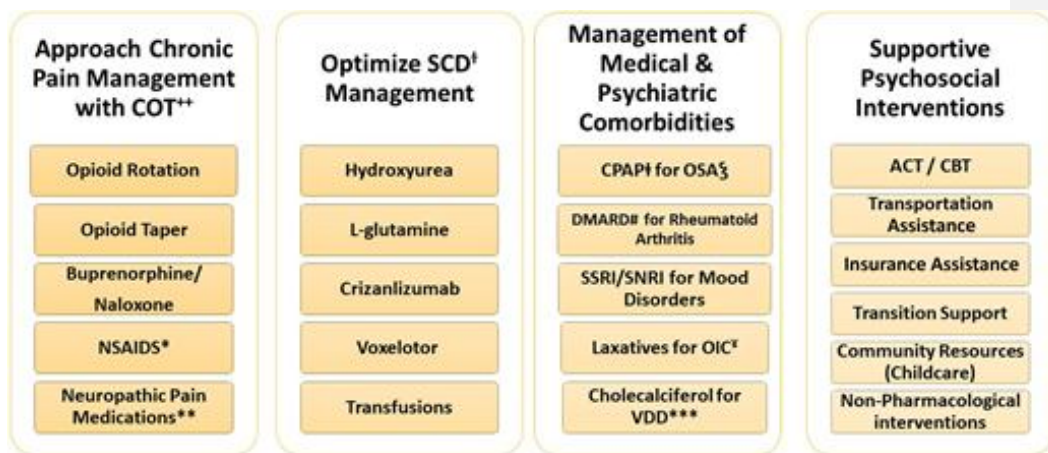 Approach Chronic
Pain Management
with COT⁺⁺
Opioid Rotation
Opioid Taper
Buprenorphine/
Naloxone
NSAIDS*
Neuropathic Pain
Medications**
Optimize SCDƚ
Management
Hydroxyurea
L-glutamine
Crizanlizumab
Voxelotor
Transfusions
Management of
Medical &
Psychiatric
Comorbidities
CPAPƚ for OSA§
DMARD# for Rheumatoid
Arthritis
SSRI/SNRI for Mood
Disorders
Laxatives for OIC¥
Cholecalciferol for
VDD***
Supportive
Psychosocial
Interventions
ACT / CBT
Transportation
Assistance
Insurance Assistance
Transition Support
Community Resources
(Childcare)
Non-Pharmacological
interventions